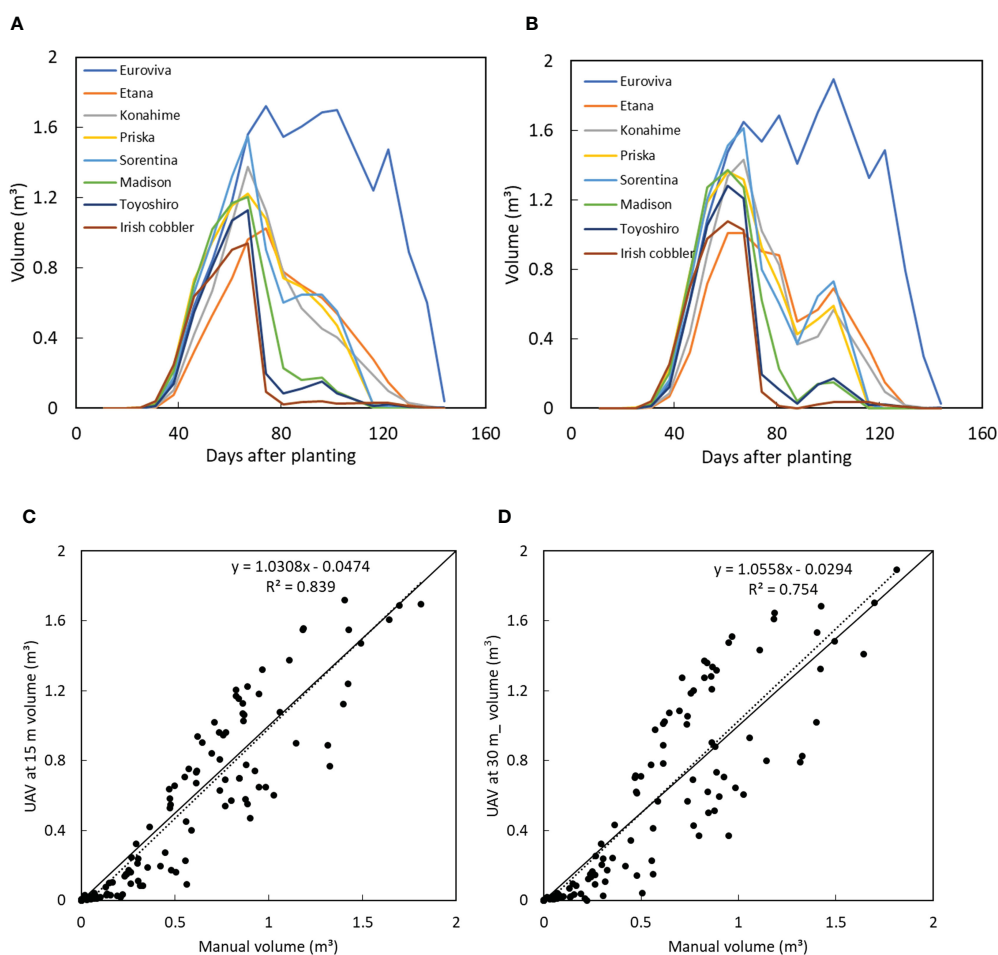 A
B
2
1.6
1.2
0.8
0.4
0
Volume (m³)
Euroviva
Etana
Konahime
Priska
Sorentina
Madison
Toyoshiro
Irish cobbler
40
80
120
160
Days after planting
2
1.6
1.2
0.8
0.4
0
Volume (m³)
Euroviva
Etana
Konahime
Priska
Sorentina
Madison
Toyoshiro
Irish cobbler
0
40
80
120
160
Days after planting
C
D
2
1.6
1.2
0.8
0.4
0
UAV at 15 m volume (m³)
y = 1.0308x - 0.0474
R² = 0.839
0
0.5
1
1.5
2
Manual volume (m³)
2
1.6
1.2
0.8
0.4
0
UAV at 30 m_ volume (m³)
y = 1.0558x - 0.0294
R² = 0.754
0
0.5
1
1.5
2
Manual volume (m³)